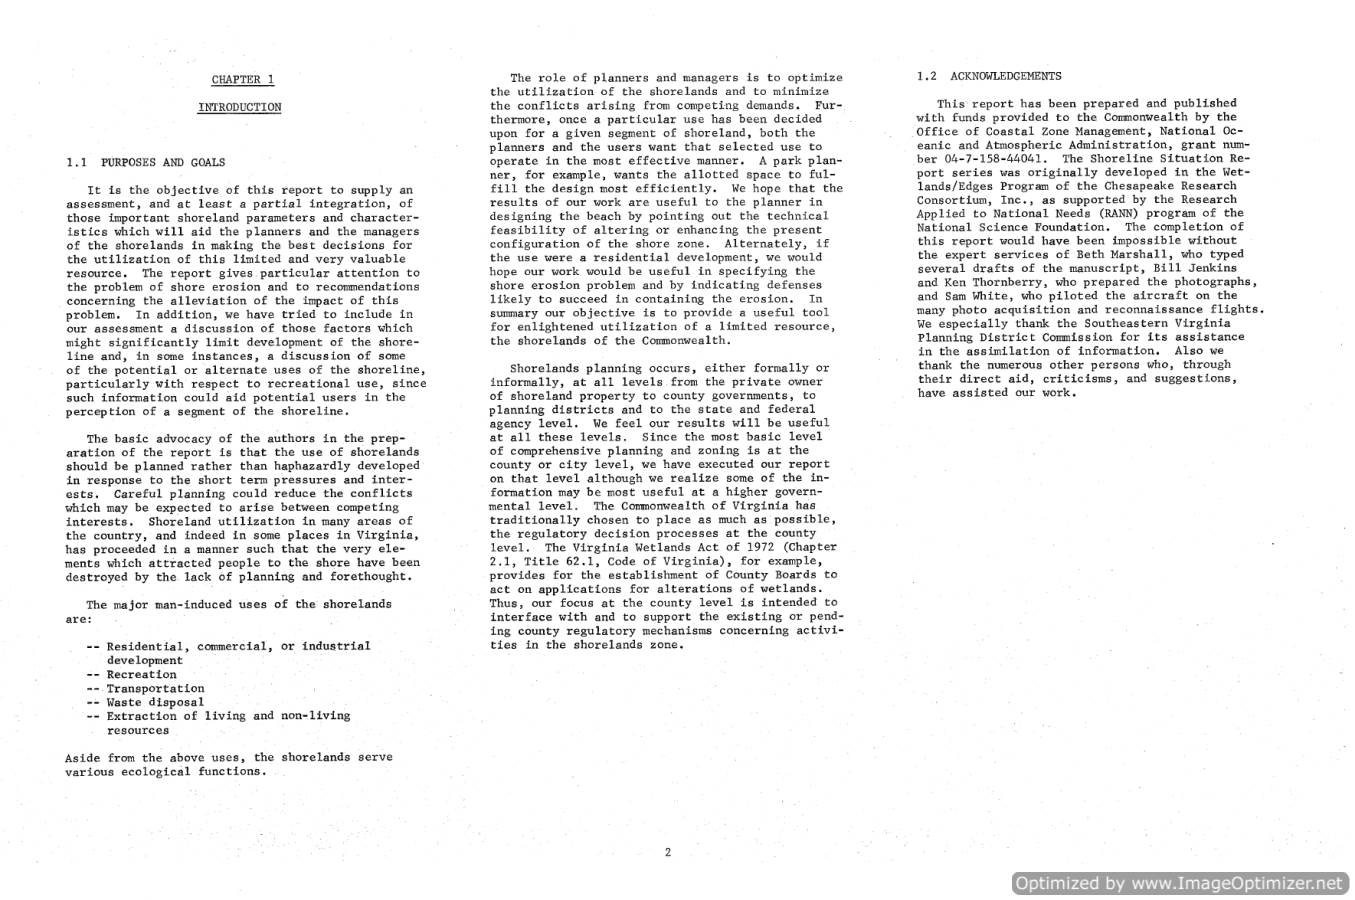 CHAPTER 1
INTRODUCTION
1.1 PURPOSES AND GOALS
It is the objective of this report to supply an
assessment, and at least a partial integration, of
those important shoreland parameters and character-
istics which will aid the planners and the managers
of the shorelands in making the best decisions for
the utilization of this limited and very valuable
resource. The report gives particular attention to
the problem of shore erosion and to recommendations
concerning the alleviation of the impact of this
problem. In addition, we have tried to include in
our assessment a discussion of those factors which
might significantly limit development of the shore-
line and, in some instances, a discussion of some
of the potential or alternate uses of the shoreline,
particularly with respect to recreational use, since
such information could aid potential users in the
perception of a segment of the shoreline.
The basic advocacy of the authors in the prep-
aration of the report is that the use of shorelands
should be planned rather than haphazardly developed
in response to the short term pressures and inter-
ests. Careful planning could reduce the conflicts
which may be expected to arise between competing
interests. Shoreland utilization in many areas of
the country, and indeed in some places in Virginia,
has proceeded in a manner such that the very ele-
ments which attracted people to the shore have been
destroyed by the lack of planning and forethought.
The major man-induced uses of the shorelands
are:
-- Residential, commercial, or industrial
development
-- Recreation
-- Transportation
-- Waste disposal
-- Extraction of living and non-living
resources
Aside from the above uses, the shorelands serve
various ecological functions.
The role of planners and managers is to optimize
the utilization of the shorelands and to minimize
the conflicts arising from competing demands. Fur-
thermore, once a particular use has been decided
upon for a given segment of shoreland, both the
planners and the users want that selected use to
operate in the most effective manner. A park plan-
ner, for example, wants the allotted space to ful-
fill the design most efficiently. We hope that the
results of our work are useful to the planner in
designing the beach by pointing out the technical
feasibility of altering or enhancing the present
configuration of the shore zone. Alternately, if
the use were a residential development, we would
hope our work would be useful in specifying the
shore erosion problem and by indicating defenses
likely to succeed in containing the erosion. In
summary our objective is to provide a useful tool
for enlightened utilization of a limited resource,
the shorelands of the Commonwealth.
Shorelands planning occurs, either formally or
informally, at all levels from the private owner
of shoreland property to county governments, to
planning districts and to the state and federal
agency level. We feel our results will be useful
at all these levels. Since the most basic level
of comprehensive planning and zoning is at the
county or city level, we have executed our report
on that level although we realize some of the in-
formation may be most useful at a higher govern-
mental level. The Commonwealth of Virginia has
traditionally chosen to place as much as possible,
the regulatory decision processes at the county
level. The Virginia Wetlands Act of 1972 (Chapter
2.1, Title 62.1, Code of Virginia), for example,
provides for the establishment of County Boards to
act on applications for alterations of wetlands.
Thus, our focus at the county level is intended to
interface with and to support the existing or pend-
ing county regulatory mechanisms concerning activi-
ties in the shorelands zone.
1.2 ACKNOWLEDGEMENTS
This report has been prepared and published
with funds provided to the Commonwealth by the
Office of Coastal Zone Management, National Oc-
eanic and Atmospheric Administration, grant num-
ber 04-7-158-44041. The Shoreline Situation Re-
port series was originally developed in the Wet-
lands/Edges Program of the Chesapeake Research
Consortium, Inc., as supported by the Research
Applied to National Needs (RANN) program of the
National Science Foundation. The completion of
this report would have been impossible without
the expert services of Beth Marshall, who typed
several drafts of the manuscript, Bill Jenkins
and Ken Thornberry, who prepared the photographs,
and Sam White, who piloted the aircraft on the
many photo acquisition and reconnaissance flights.
We especially thank the Southeastern Virginia
Planning District Commission for its assistance
in the assimilation of information. Also we
thank the numerous other persons who, through
their direct aid, criticisms, and suggestions,
have assisted our work.
2
Optimized by www.ImageOptimizer.net